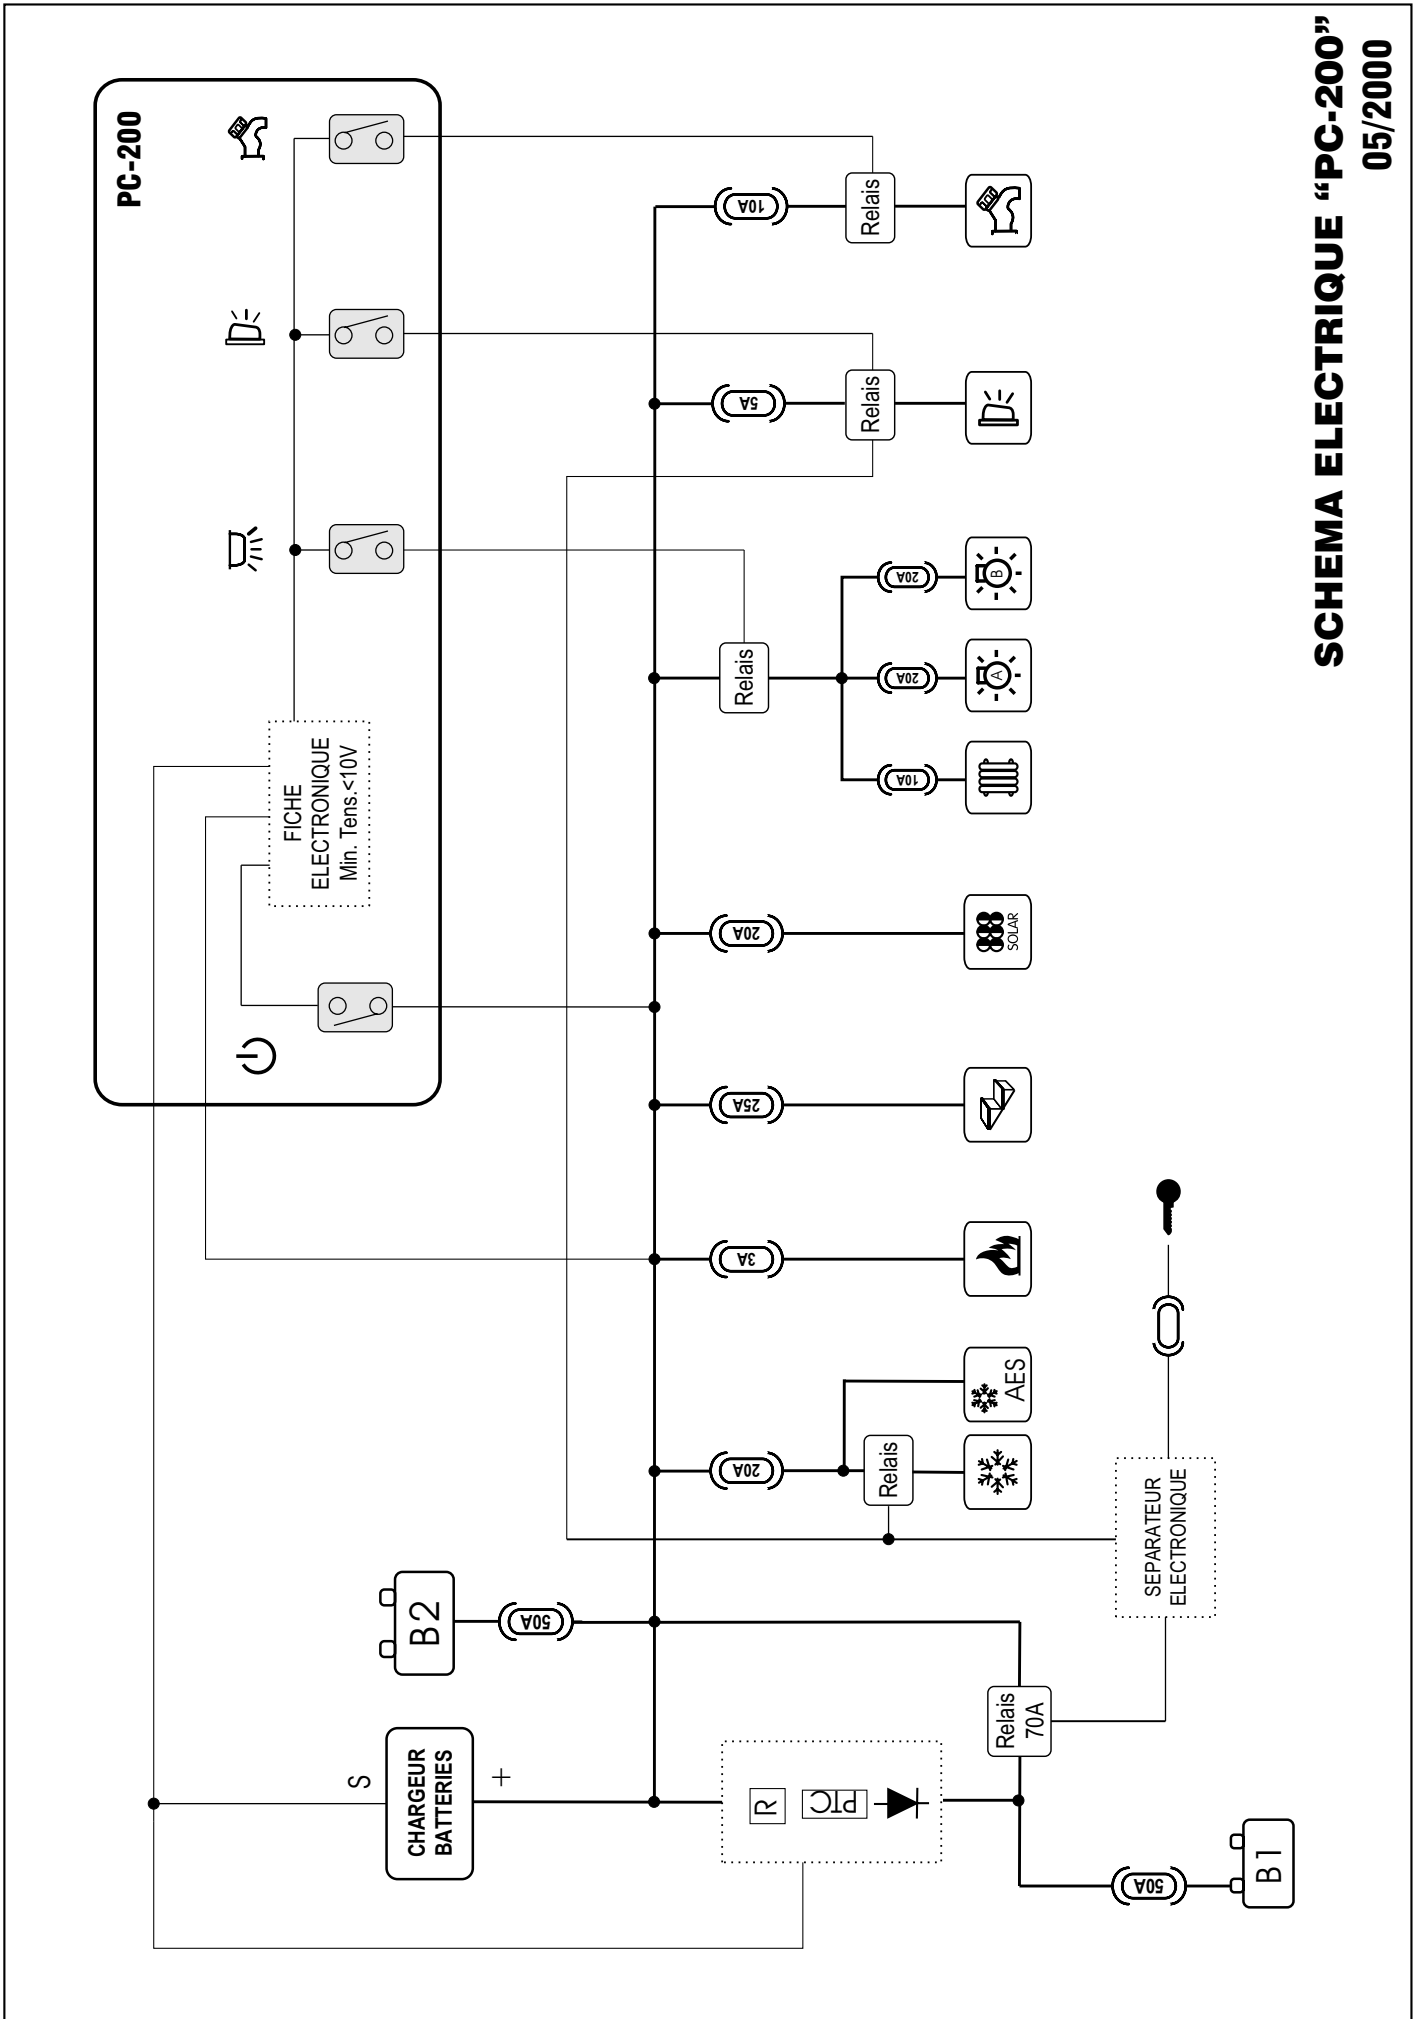 SCHEMA ELECTRIQUE “PC-200”
05/2000
PC-200
FICHE
ELECTRONIQUE
Min. Tens.<10V
S
CHARGEUR
BATTERIES
+
B2
50A
20A
3A
25A
20A
10A
20A
20A
5A
10A
Relais
Relais
Relais
Relais
AES
SOLAR
A
B
R
PTC
Relais
70A
SEPARATEUR
ELECTRONIQUE
50A
B1